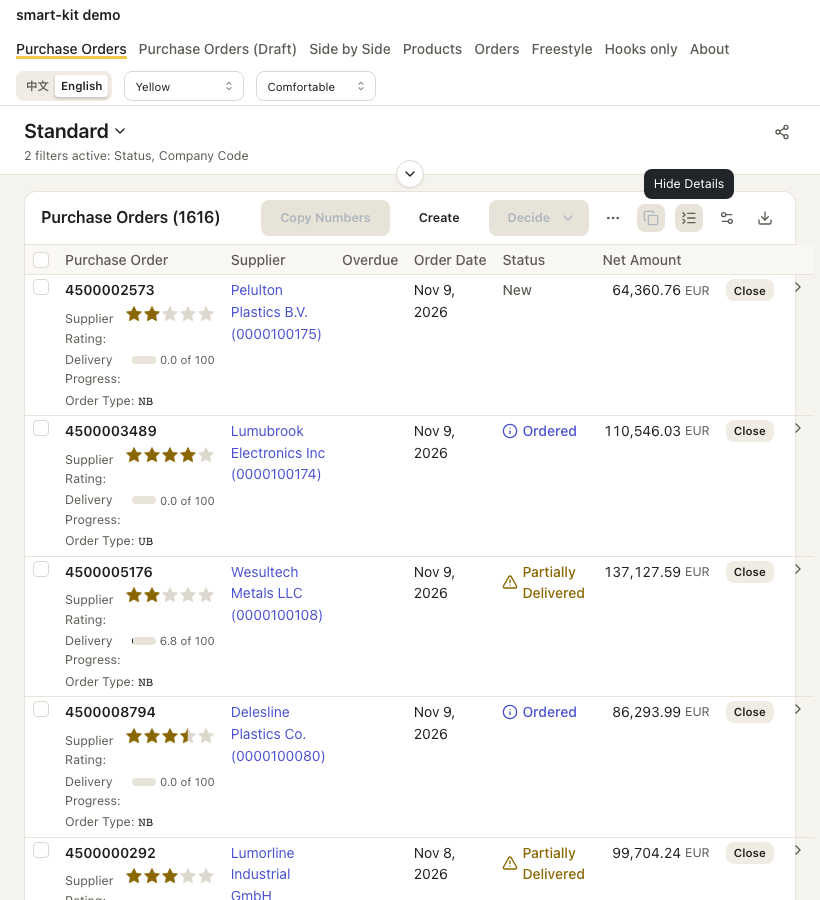 smart-kit demo
Purchase Orders Purchase Orders (Draft) Side by Side Products Orders Freestyle Hooks only About
中文 English Yellow Comfortable
Standard
2 filters active: Status, Company Code
Hide Details
Purchase Orders (1616) Copy Numbers Create Decide
Purchase Order Supplier Overdue Order Date Status Net Amount
4500002573 Pelulton Nov 9, New 64,360.76 EUR Close
Supplier Plastics B.V. 2026
Rating: (0000100175)
Delivery 0.0 of 100
Progress:
Order Type: NB
4500003489 Lumubrook Nov 9, Ordered 110,546.03 EUR Close
Supplier Electronics Inc 2026
Rating: (0000100174)
Delivery 0.0 of 100
Progress:
Order Type: UB
4500005176 Wesultech Nov 9, Partially 137,127.59 EUR Close
Supplier Metals LLC 2026 Delivered
Rating: (0000100108)
Delivery 6.8 of 100
Progress:
Order Type: NB
4500008794 Delesline Nov 9, Ordered 86,293.99 EUR Close
Supplier Plastics Co. 2026
Rating: (0000100080)
Delivery 0.0 of 100
Progress:
Order Type: NB
4500000292 Lumorline Nov 8, Partially 99,704.24 EUR Close
Supplier Industrial 2026 Delivered
Rating: GmbH